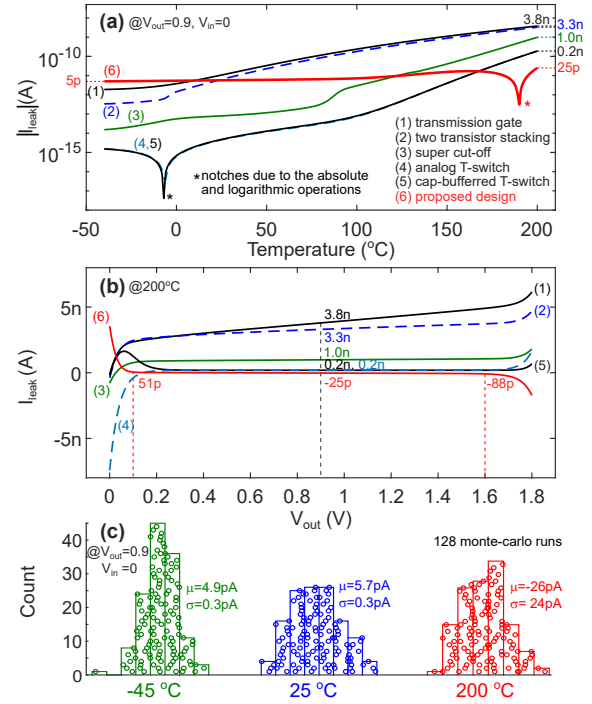 (a) @Vout=0.9, Vin=0
3.8n
3.3n
1.0n
0.2n
25p
5p
10^-10
10^-15
|Ileak|(A)
(6)
(1)
(2)
(3)
(4,5)
*
*
*notches due to the absolute
and logarithmic operations
(1) transmission gate
(2) two transistor stacking
(3) super cut-off
(4) analog T-switch
(5) cap-bufferred T-switch
(6) proposed design
-50 0 50 100 150 200
Temperature (oC)
(b) @200oC
5n
0
-5n
Ileak (A)
(6)
(3)
(4)
(1)
(2)
(5)
3.8n
3.3n
1.0n
0.2n, 0.2n
51p
-25p
-88p
0 0.2 0.4 0.6 0.8 1 1.2 1.4 1.6 1.8
Vout (V)
(c)
@Vout=0.9
Vin=0
128 monte-carlo runs
40
30
20
10
0
Count
μ=4.9pA
σ=0.3pA
μ=5.7pA
σ=0.3pA
μ=-26pA
σ= 24pA
-45 oC
25 oC
200 oC